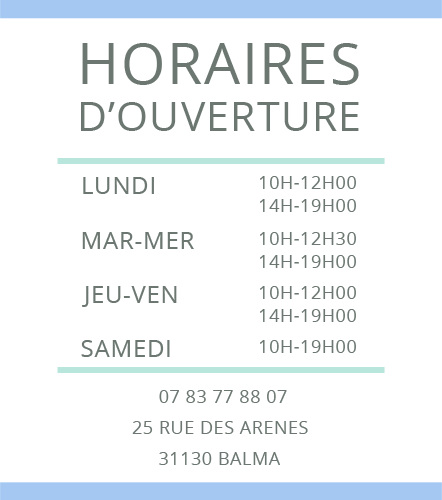 HORAIRES
D’OUVERTURE
LUNDI 10H-12H00
14H-19H00
MAR-MER 10H-12H30
14H-19H00
JEU-VEN 10H-12H00
14H-19H00
SAMEDI 10H-19H00
07 83 77 88 07
25 RUE DES ARENES
31130 BALMA